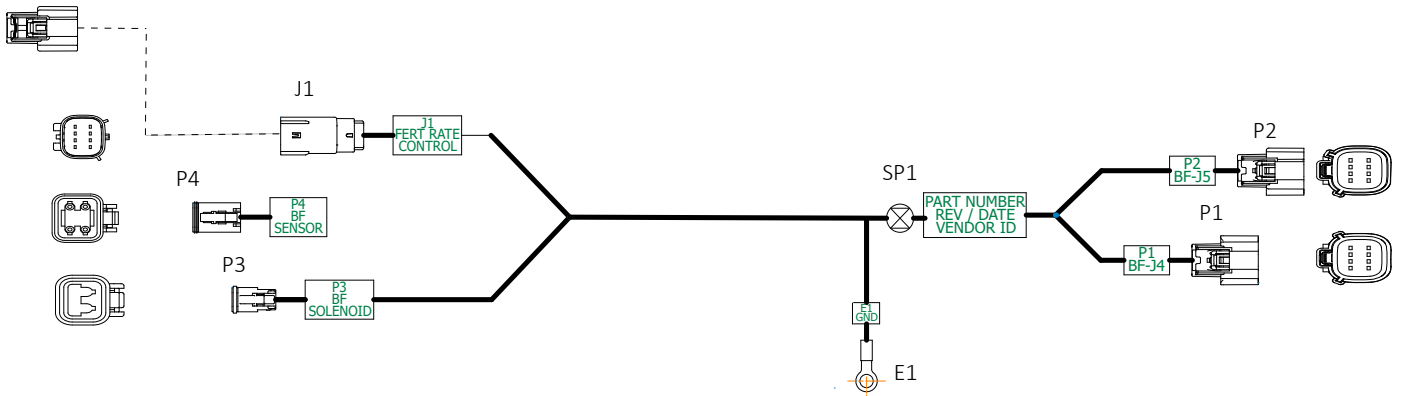 J1
J1
FERT RATE
CONTROL
P4
P4
BF
SENSOR
P3
P3
BF
SOLENOID
SP1
PART NUMBER
REV / DATE
VENDOR ID
P2
P2
BF-J5
P1
P1
BF-J4
E1
GND
E1